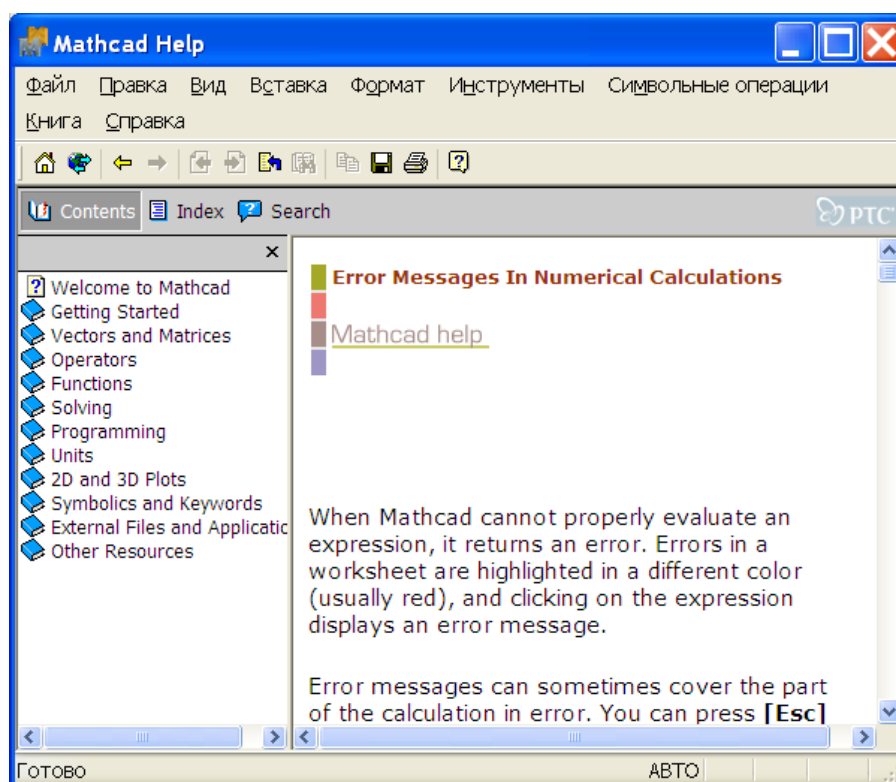 Mathcad Help
Файл Правка Вид Вставка Формат Инструменты Символьные операции
Книга Справка
Contents Index Search
PTC
Welcome to Mathcad
Getting Started
Vectors and Matrices
Operators
Functions
Solving
Programming
Units
2D and 3D Plots
Symbolics and Keywords
External Files and Applicatic
Other Resources
Error Messages In Numerical Calculations
Mathcad help
When Mathcad cannot properly evaluate an
expression, it returns an error. Errors in a
worksheet are highlighted in a different color
(usually red), and clicking on the expression
displays an error message.
Error messages can sometimes cover the part
of the calculation in error. You can press [Esc]
Готово
АВТО